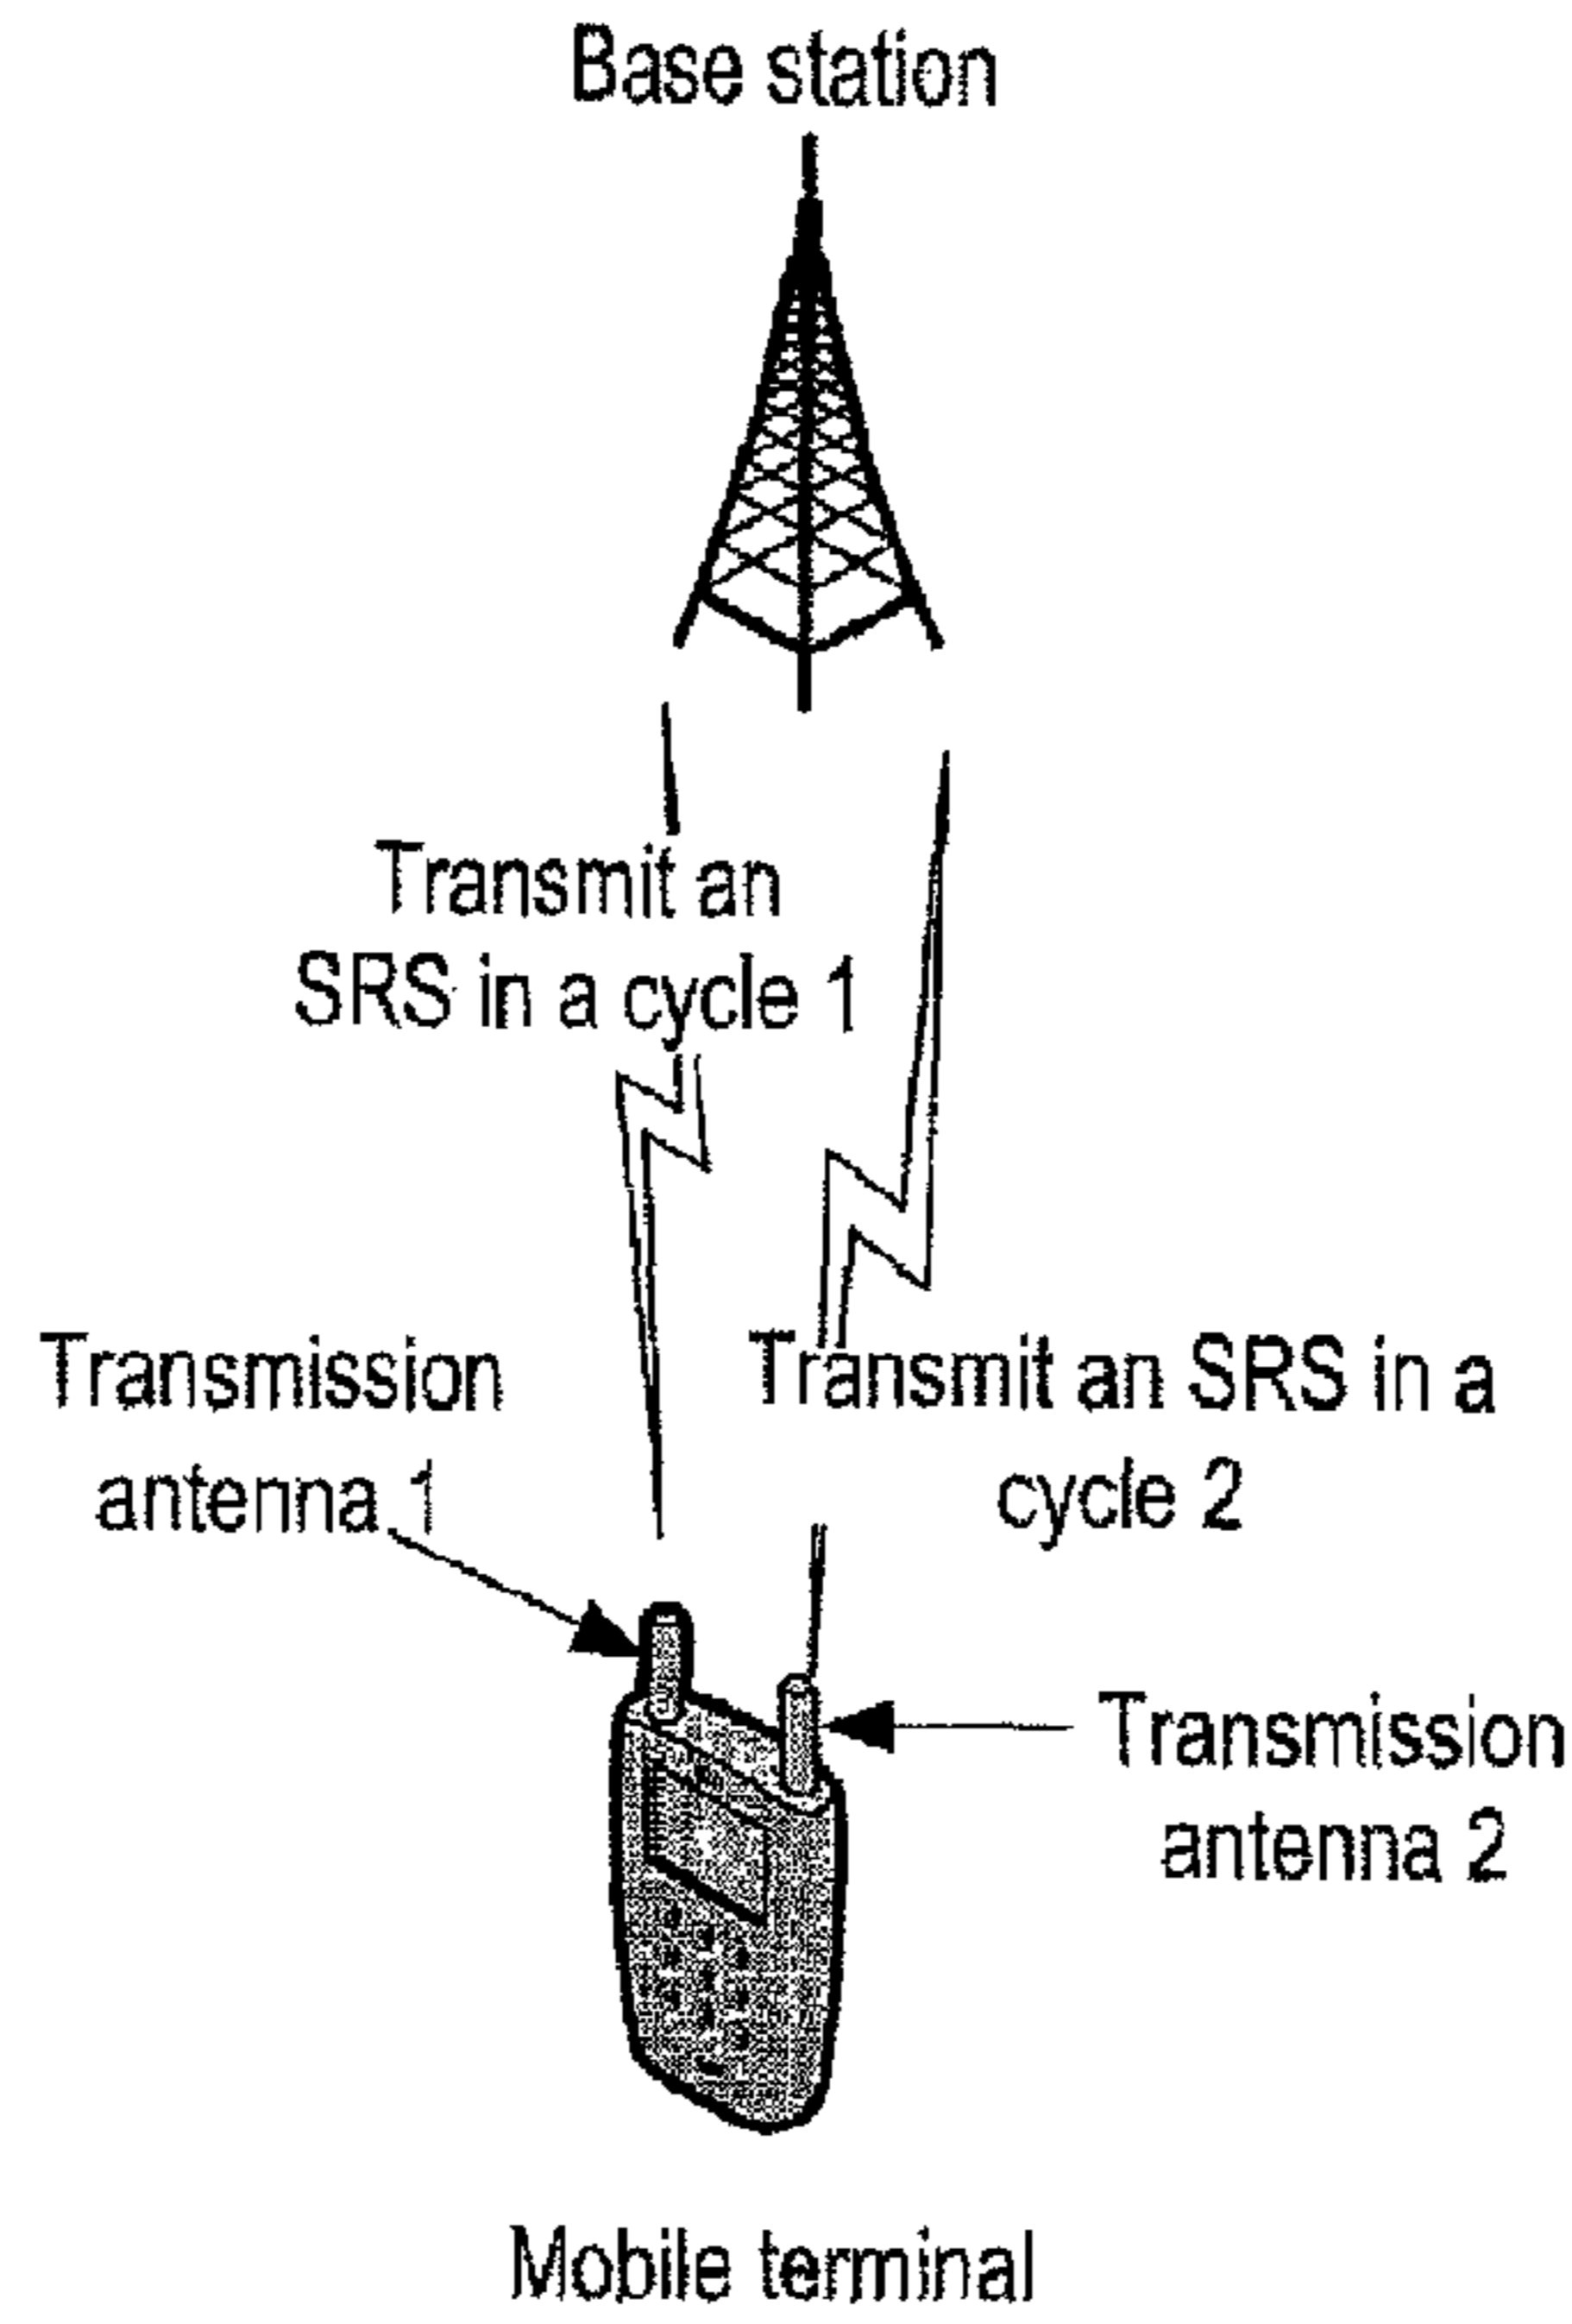 Base station
Transmit an
SRS in a cycle 1
Transmission
antenna 1
Transmit an SRS in a
cycle 2
Transmission
antenna 2
Mobile terminal